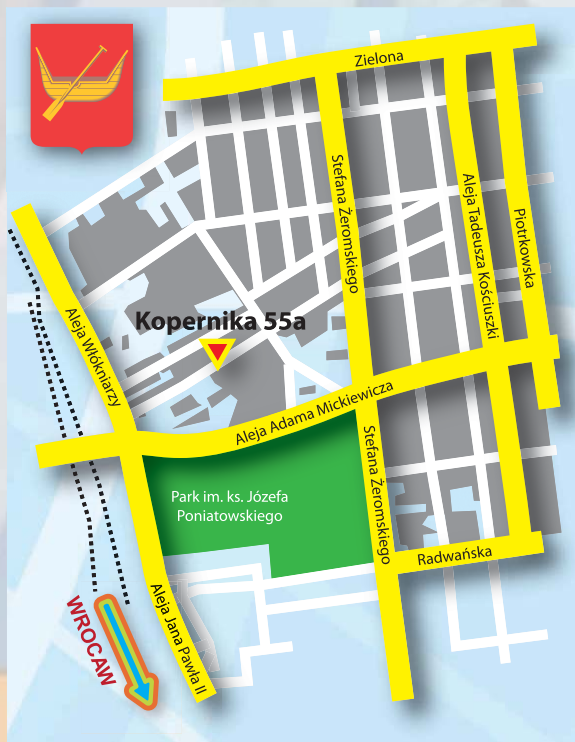 Zielona
Stefana Żeromskiego
Aleja Tadeusza Kościuszki
Piotrkowska
Kopernika 55a
Aleja Włókniarzy
Aleja Adama Mickiewicza
Stefana Żeromskiego
Park im. ks. Józefa
Poniatowskiego
Radwańska
Aleja Jana Pawła II
WROCAW